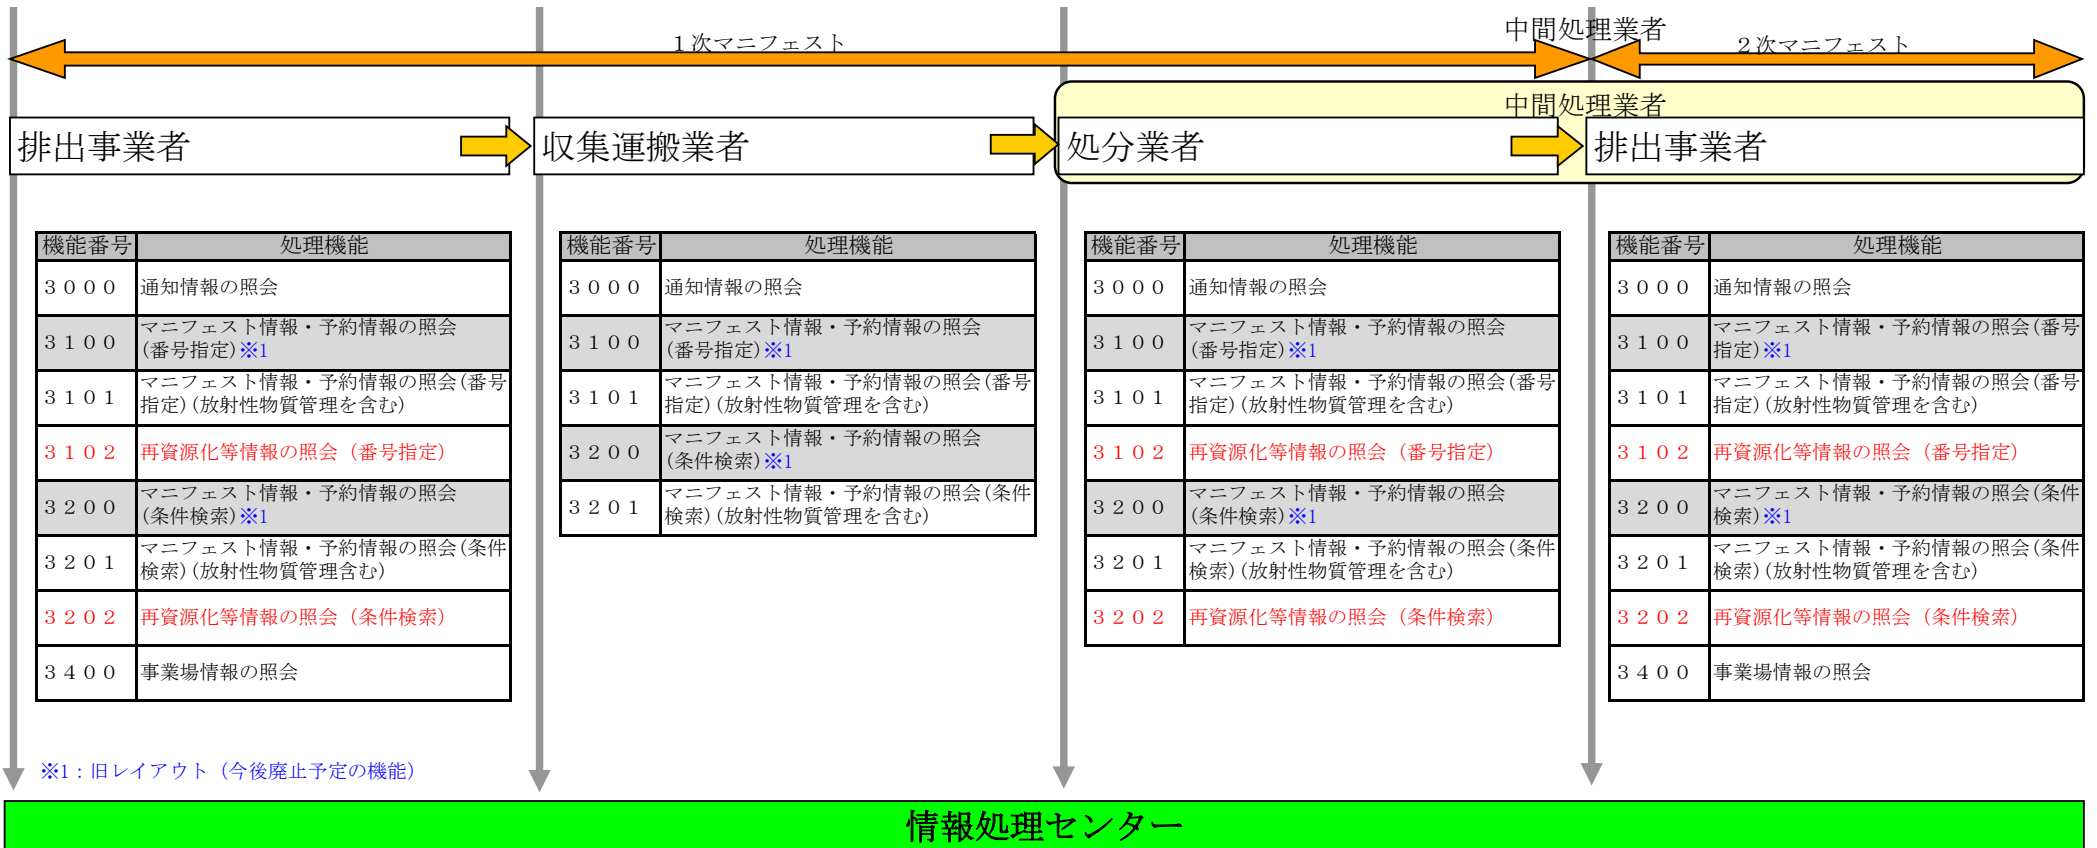 中間処理業者
１次マニフェスト
２次マニフェスト
中間処理業者
排出事業者
収集運搬業者
処分業者
排出事業者
機能番号 処理機能
３０００ 通知情報の照会
３１００ マニフェスト情報・予約情報の照会
(番号指定)※1
３１０１ マニフェスト情報・予約情報の照会(番号
指定)(放射性物質管理を含む)
３１０２ 再資源化等情報の照会（番号指定）
３２００ マニフェスト情報・予約情報の照会
(条件検索)※1
３２０１ マニフェスト情報・予約情報の照会(条件
検索)(放射性物質管理含む)
３２０２ 再資源化等情報の照会（条件検索）
３４００ 事業場情報の照会
機能番号 処理機能
３０００ 通知情報の照会
３１００ マニフェスト情報・予約情報の照会
(番号指定)※1
３１０１ マニフェスト情報・予約情報の照会(番号
指定)(放射性物質管理を含む)
３２００ マニフェスト情報・予約情報の照会
(条件検索)※1
３２０１ マニフェスト情報・予約情報の照会(条件
検索)(放射性物質管理を含む)
機能番号 処理機能
３０００ 通知情報の照会
３１００ マニフェスト情報・予約情報の照会
(番号指定)※1
３１０１ マニフェスト情報・予約情報の照会(番号
指定)(放射性物質管理を含む)
３１０２ 再資源化等情報の照会（番号指定）
３２００ マニフェスト情報・予約情報の照会
(条件検索)※1
３２０１ マニフェスト情報・予約情報の照会(条件
検索)(放射性物質管理を含む)
３２０２ 再資源化等情報の照会（条件検索）
機能番号 処理機能
３０００ 通知情報の照会
３１００ マニフェスト情報・予約情報の照会(番号
指定)※1
３１０１ マニフェスト情報・予約情報の照会(番号
指定)(放射性物質管理を含む)
３１０２ 再資源化等情報の照会（番号指定）
３２００ マニフェスト情報・予約情報の照会(条件
検索)※1
３２０１ マニフェスト情報・予約情報の照会(条件
検索)(放射性物質管理を含む)
３２０２ 再資源化等情報の照会（条件検索）
３４００ 事業場情報の照会
※1：旧レイアウト（今後廃止予定の機能）
情報処理センター